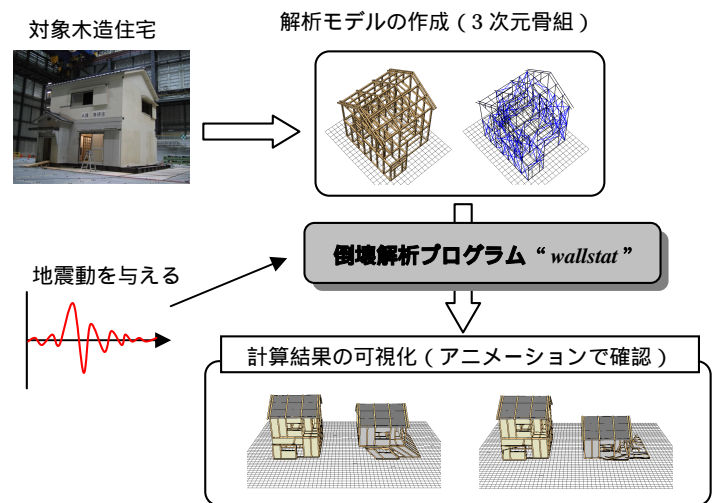 対象木造住宅
解析モデルの作成(3次元骨組)
倒壊解析プログラム“wallstat”
地震動を与える
計算結果の可視化(アニメーションで確認)